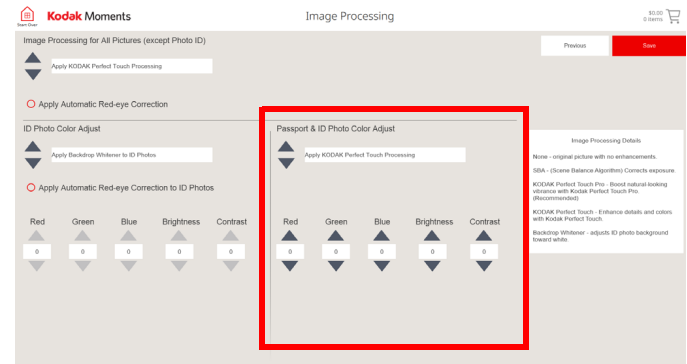 Start Over
Kodak Moments
Image Processing
$0.00
0 items
Image Processing for All Pictures (except Photo ID)
Apply KODAK Perfect Touch Processing
Previous
Save
Apply Automatic Red-eye Correction
ID Photo Color Adjust
Apply Backdrop Whitener to ID Photos
Apply Automatic Red-eye Correction to ID Photos
Red Green Blue Brightness Contrast
0 0 0 0 0
Passport & ID Photo Color Adjust
Apply KODAK Perfect Touch Processing
Red Green Blue Brightness Contrast
0 0 0 0 0
Image Processing Details
None - original picture with no enhancements.
SBA - (Scene Balance Algorithm) Corrects exposure.
KODAK Perfect Touch Pro - Boost natural-looking
vibrance with Kodak Perfect Touch Pro.
(Recommended)
KODAK Perfect Touch - Enhance details and colors
with Kodak Perfect Touch.
Backdrop Whitener - adjusts ID photo background
toward white.